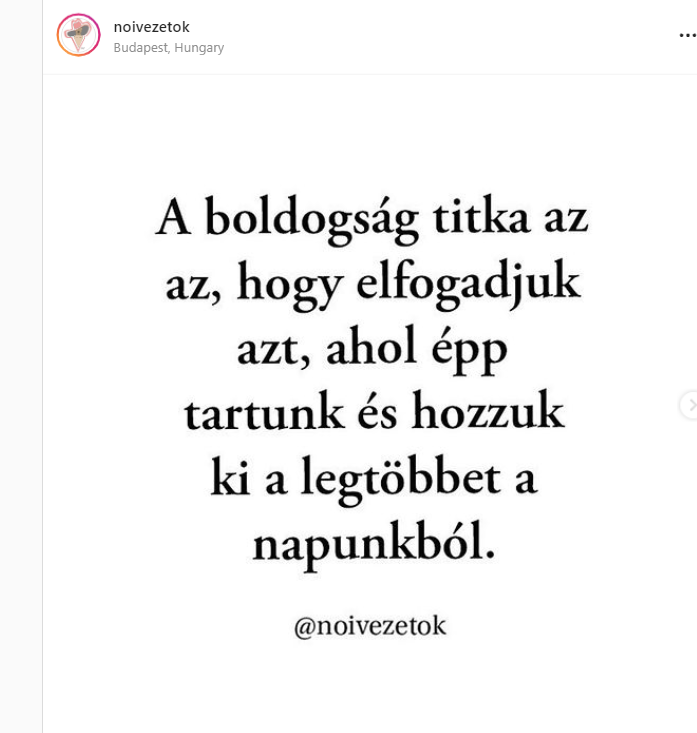 noivezetok
Budapest, Hungary
A boldogság titka az
az, hogy elfogadjuk
azt, ahol épp
tartunk és hozzuk
ki a legtöbbet a
napunkból.
@noivezetok